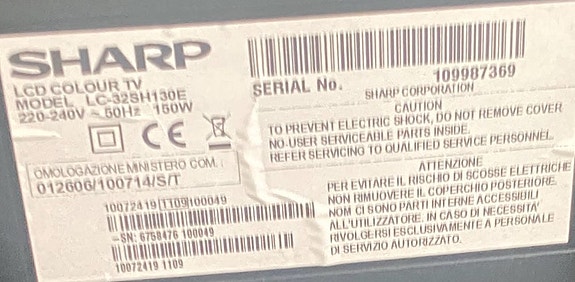 SHARP
LCD COLOUR TV
MODEL LC-32SH130E
220-240V ~ 50Hz 150W
SERIAL No. 109987369
SHARP CORPORATION
CAUTION
TO PREVENT ELECTRIC SHOCK, DO NOT REMOVE COVER
NO-USER SERVICEABLE PARTS INSIDE.
REFER SERVICING TO QUALIFIED SERVICE PERSONNEL.
CE
OMOLOGAZIONE MINISTERO COM. :
012606/100714/S/T
10072419 1109 100049
-SN: 6758476 100049
10072419 1109
ATTENZIONE
PER EVITARE IL RISCHIO DI SCOSSE ELETTRICHE
NON RIMUOVERE IL COPERCHIO POSTERIORE.
NOM CI SONO PARTI INTERNE ACCESSIBILI
ALL'UTILIZZATORE. IN CASO DI NECESSITA'
RIVOLGERSI ESCLUSIVAMENTE A PERSONALE
DI SERVIZIO AUTORIZZATO.